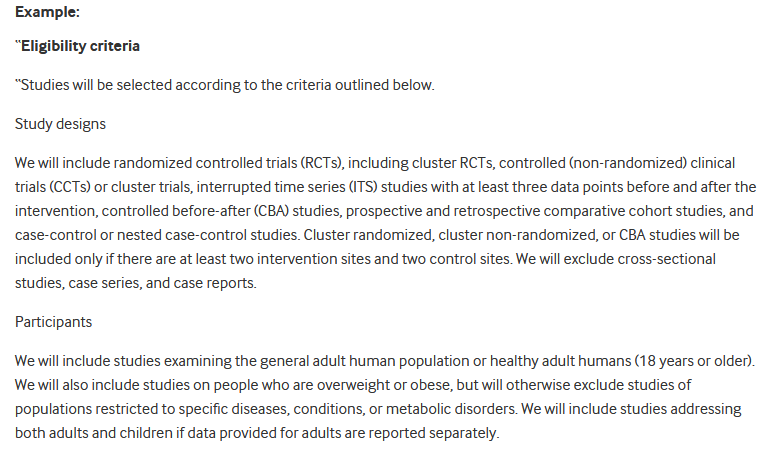 Example:
“Eligibility criteria
“Studies will be selected according to the criteria outlined below.
Study designs
We will include randomized controlled trials (RCTs), including cluster RCTs, controlled (non-randomized) clinical
trials (CCTs) or cluster trials, interrupted time series (ITS) studies with at least three data points before and after the
intervention, controlled before-after (CBA) studies, prospective and retrospective comparative cohort studies, and
case-control or nested case-control studies. Cluster randomized, cluster non-randomized, or CBA studies will be
included only if there are at least two intervention sites and two control sites. We will exclude cross-sectional
studies, case series, and case reports.
Participants
We will include studies examining the general adult human population or healthy adult humans (18 years or older).
We will also include studies on people who are overweight or obese, but will otherwise exclude studies of
populations restricted to specific diseases, conditions, or metabolic disorders. We will include studies addressing
both adults and children if data provided for adults are reported separately.